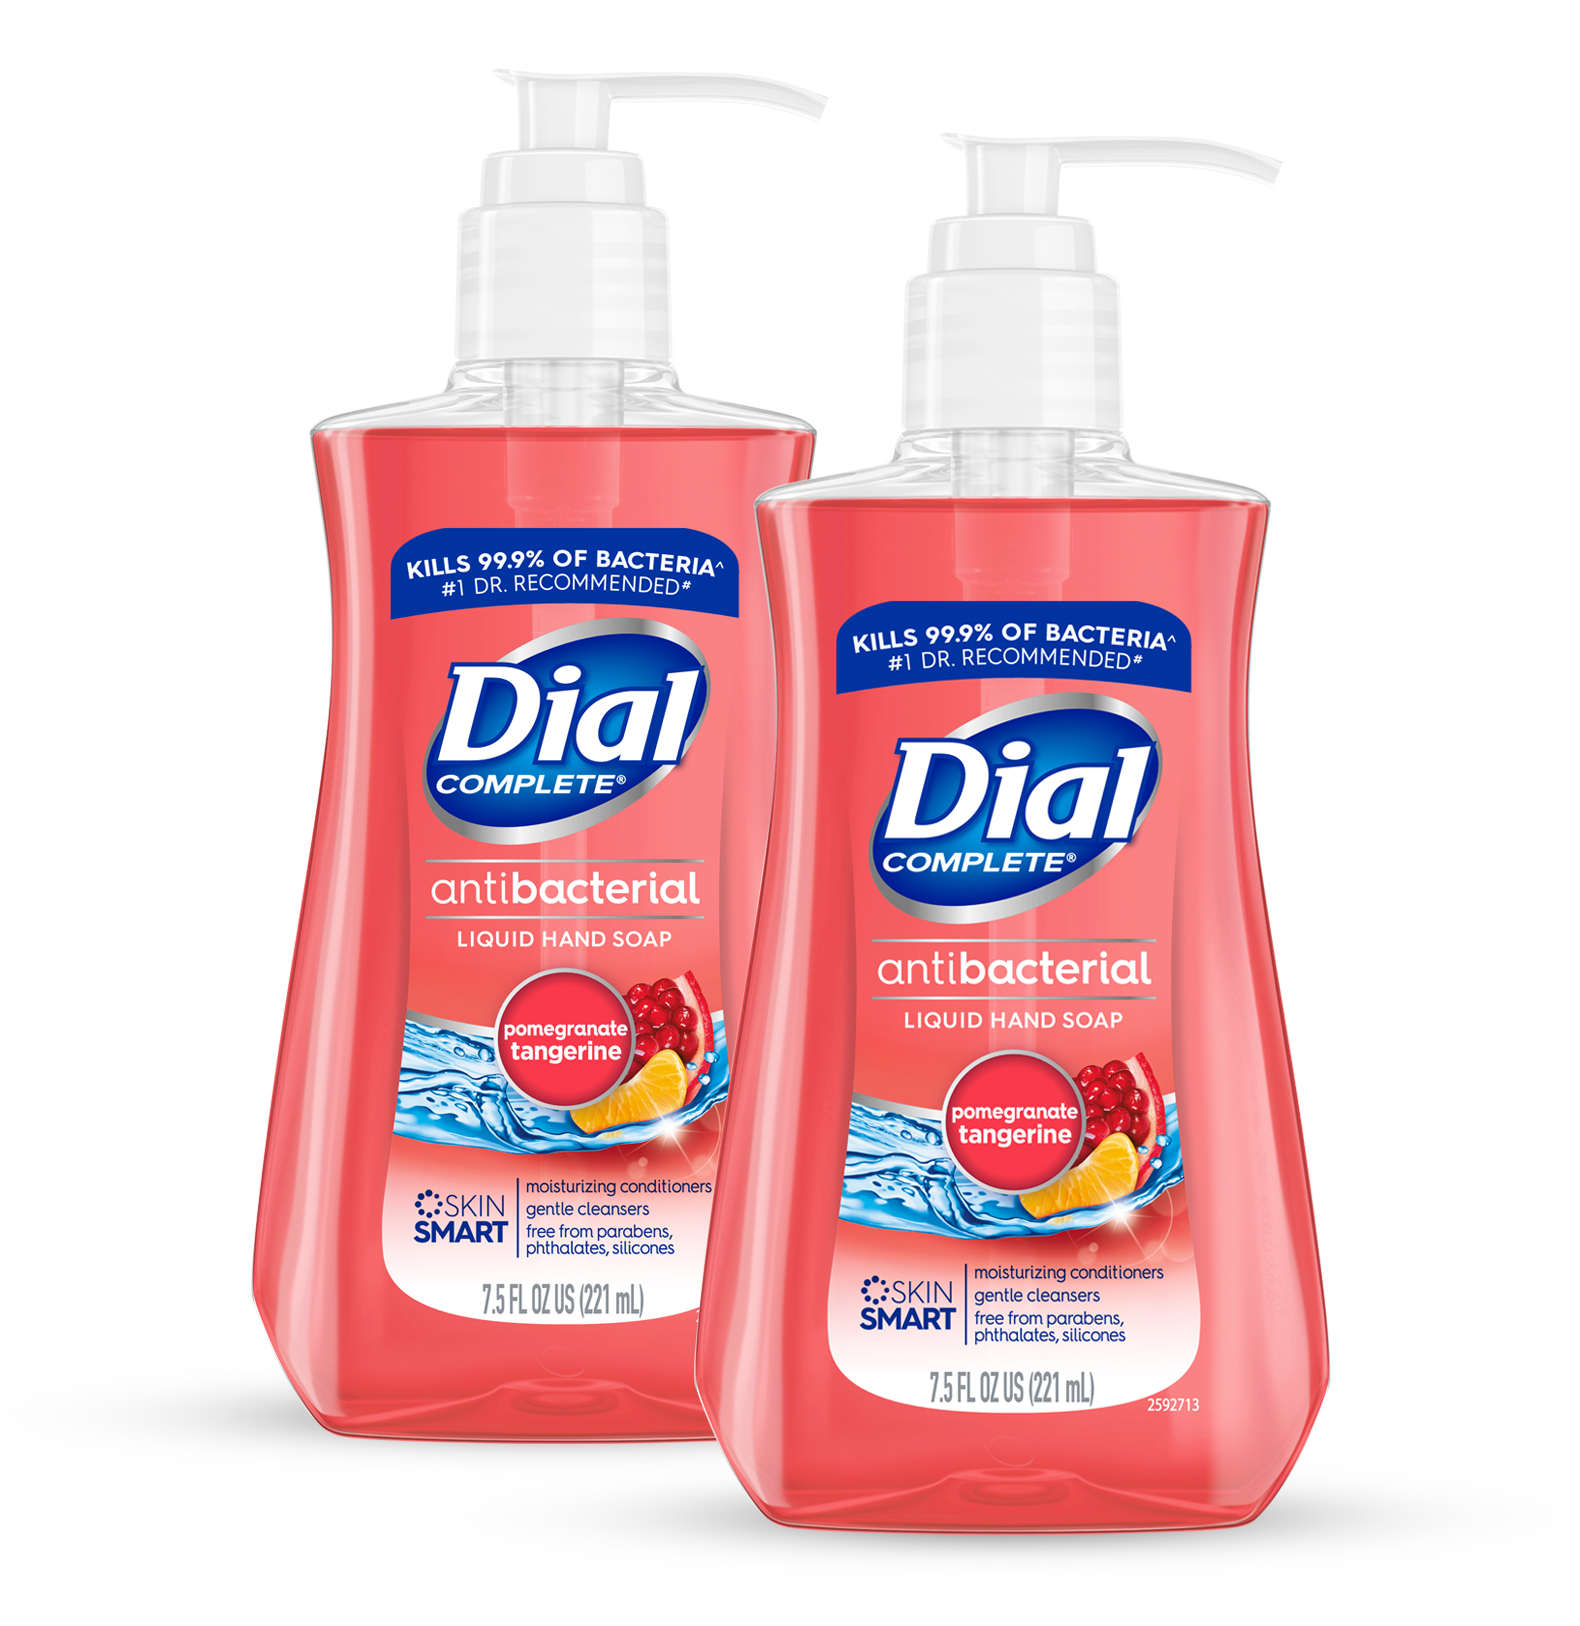 KILLS 99.9% OF BACTERIA^
#1 DR. RECOMMENDED#
Dial
COMPLETE®
antibacterial
LIQUID HAND SOAP
pomegranate
tangerine
SKIN
SMART
moisturizing conditioners
gentle cleansers
free from parabens,
phthalates, silicones
7.5 FL OZ US (221 mL)
KILLS 99.9% OF BACTERIA^
#1 DR. RECOMMENDED#
Dial
COMPLETE®
antibacterial
LIQUID HAND SOAP
pomegranate
tangerine
SKIN
SMART
moisturizing conditioners
gentle cleansers
free from parabens,
phthalates, silicones
7.5 FL OZ US (221 mL)
2592713